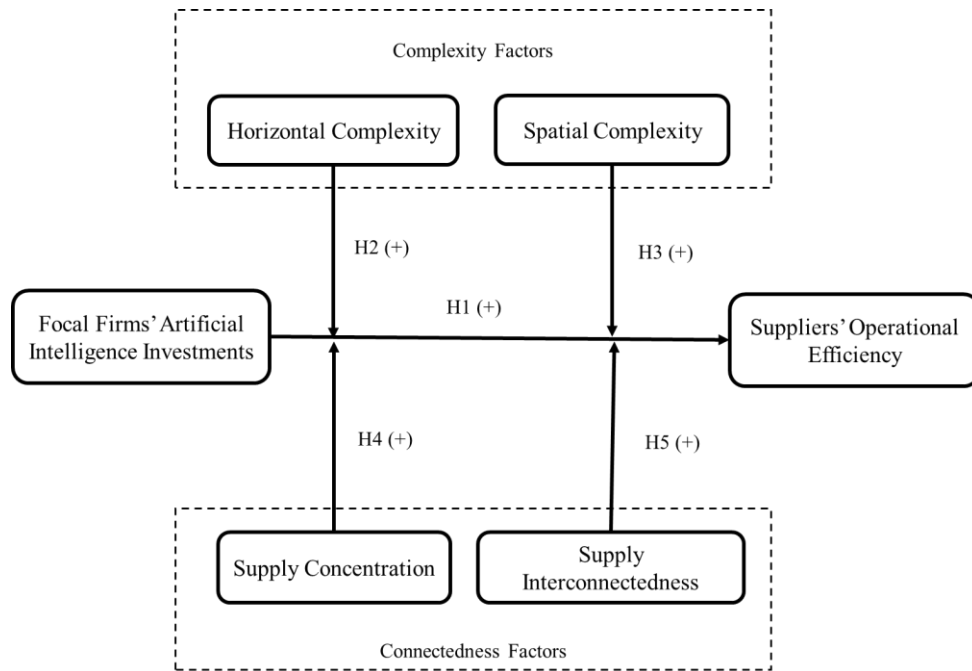 Complexity Factors
Horizontal Complexity
Spatial Complexity
H2 (+)
H3 (+)
H1 (+)
Focal Firms’ Artificial
Intelligence Investments
Suppliers’ Operational
Efficiency
H4 (+)
H5 (+)
Supply Concentration
Supply
Interconnectedness
Connectedness Factors